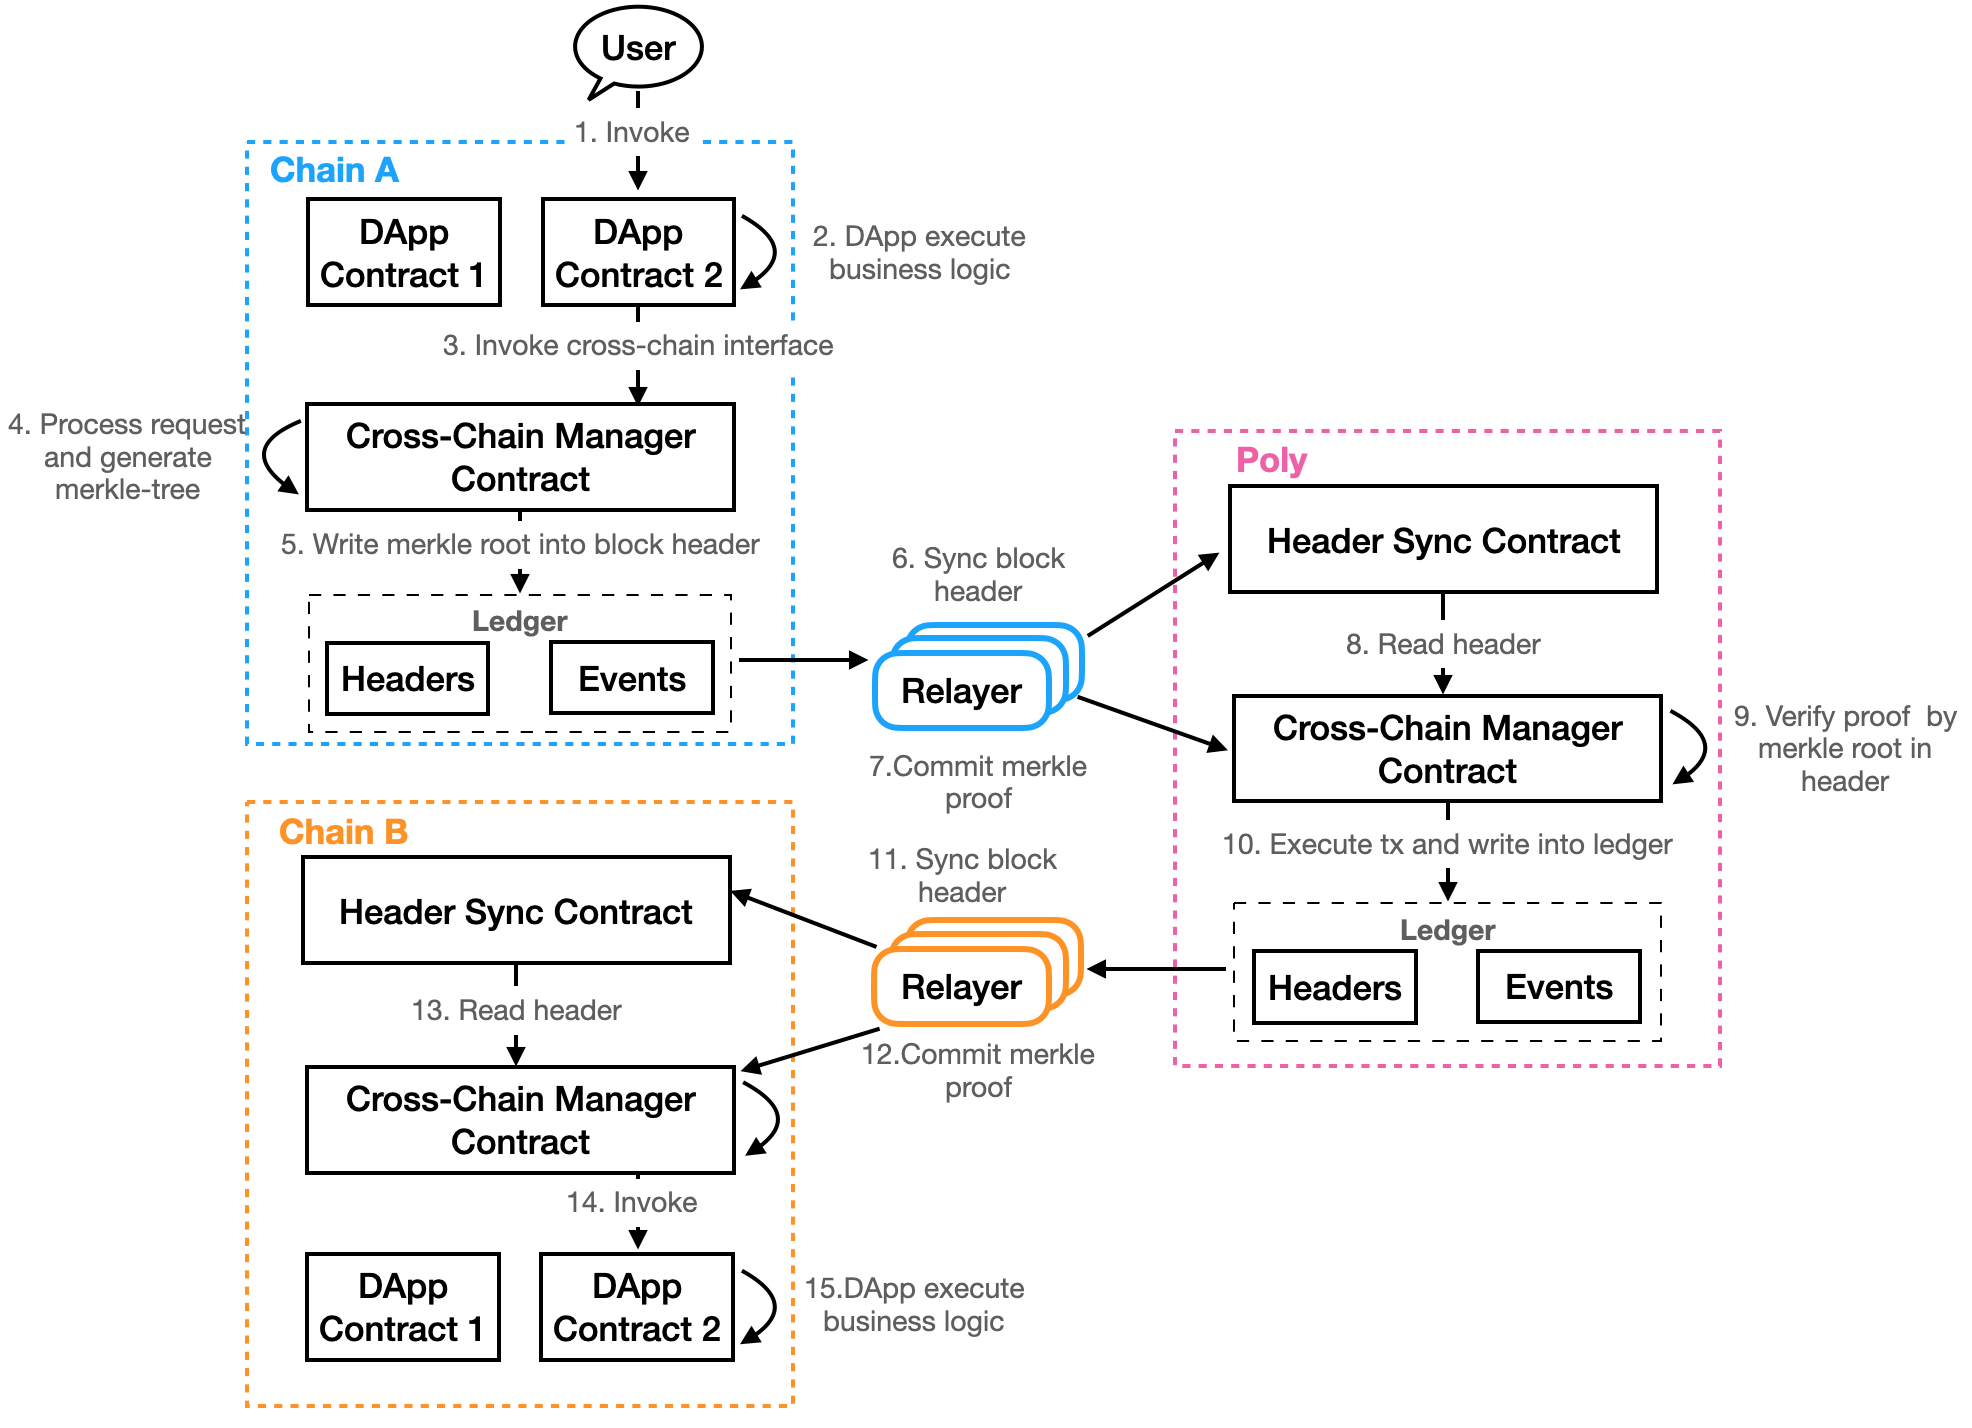 User
1. Invoke
Chain A
DApp
Contract 1
DApp
Contract 2
2. DApp execute
business logic
3. Invoke cross-chain interface
4. Process request
and generate
merkle-tree
Cross-Chain Manager
Contract
5. Write merkle root into block header
Ledger
Headers
Events
6. Sync block
header
Relayer
7.Commit merkle
proof
Poly
Header Sync Contract
8. Read header
Cross-Chain Manager
Contract
9. Verify proof  by
merkle root in
header
10. Execute tx and write into ledger
Ledger
Headers
Events
11. Sync block
header
Relayer
12.Commit merkle
proof
Chain B
Header Sync Contract
13. Read header
Cross-Chain Manager
Contract
14. Invoke
DApp
Contract 1
DApp
Contract 2
15.DApp execute
business logic